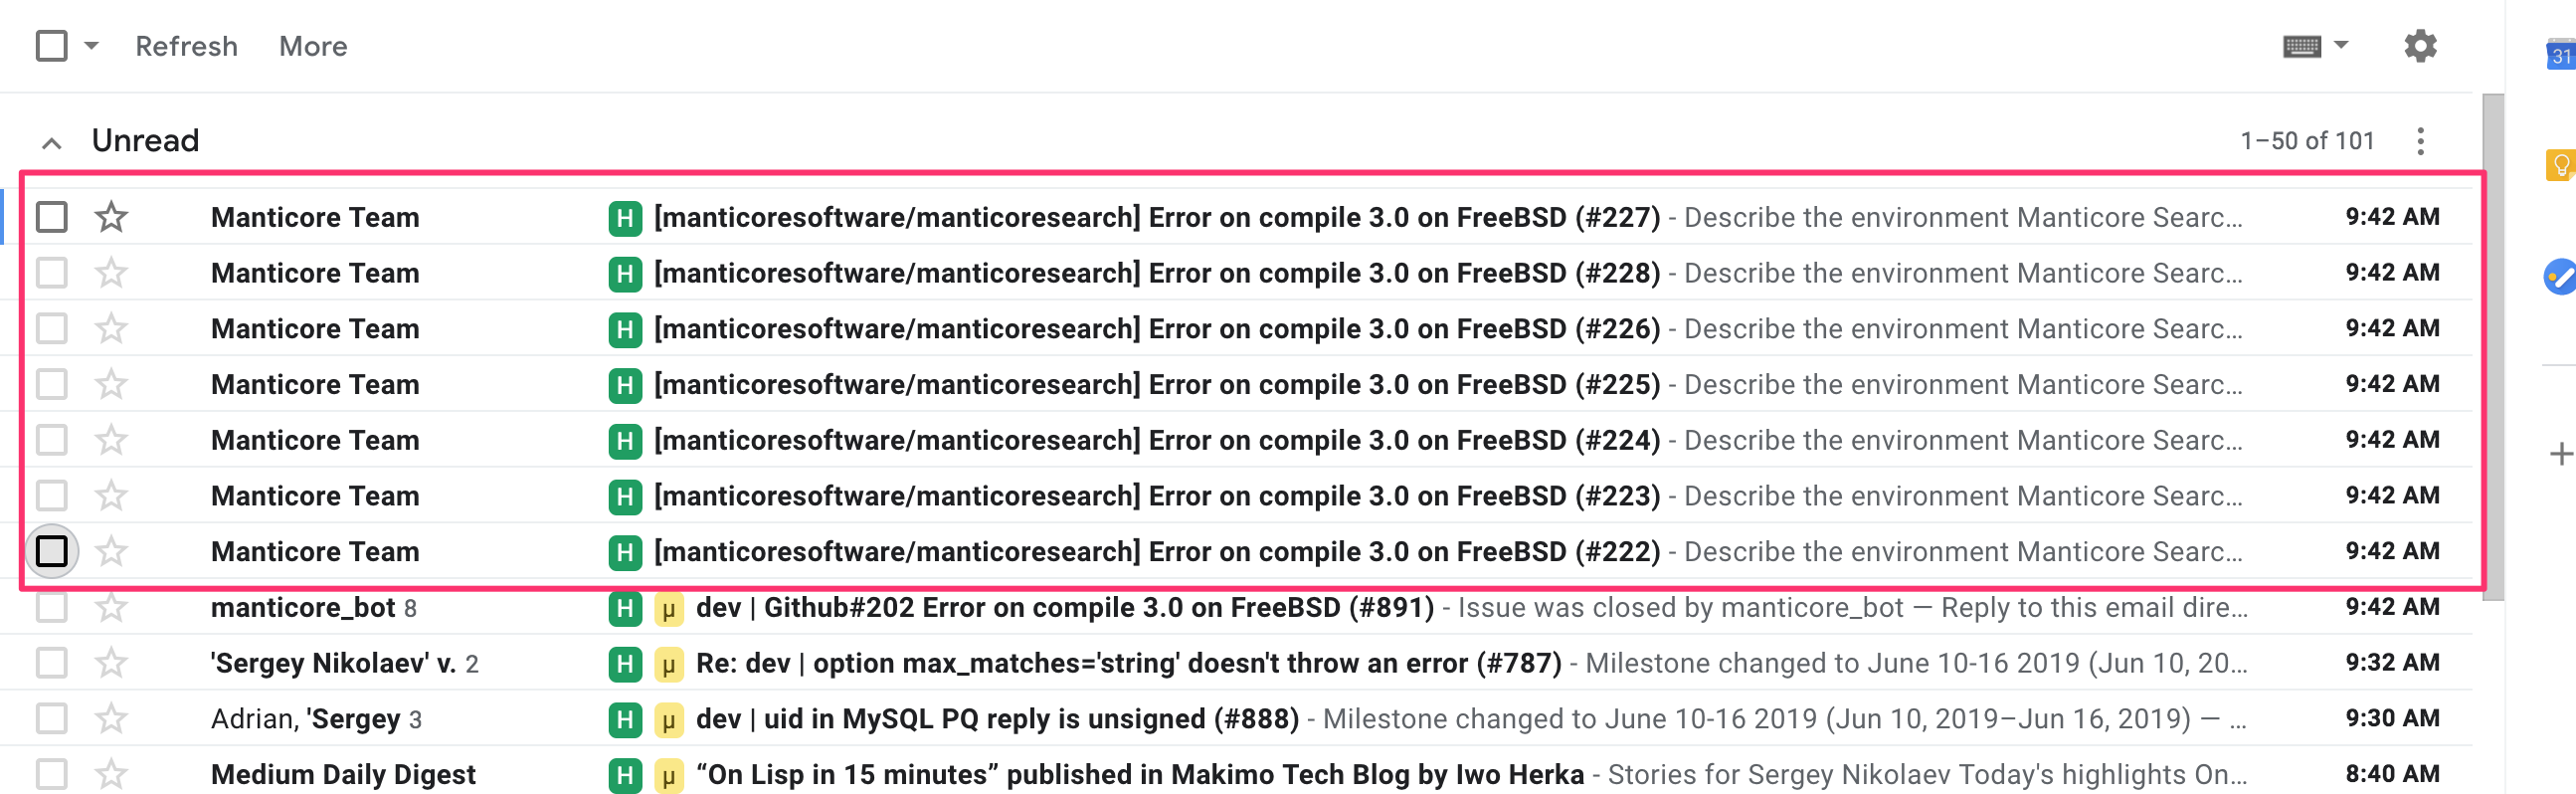 Refresh More
31
Unread 1–50 of 101
Manticore Team H [manticoresoftware/manticoresearch] Error on compile 3.0 on FreeBSD (#227) - Describe the environment Manticore Searc... 9:42 AM
Manticore Team H [manticoresoftware/manticoresearch] Error on compile 3.0 on FreeBSD (#228) - Describe the environment Manticore Searc... 9:42 AM
Manticore Team H [manticoresoftware/manticoresearch] Error on compile 3.0 on FreeBSD (#226) - Describe the environment Manticore Searc... 9:42 AM
Manticore Team H [manticoresoftware/manticoresearch] Error on compile 3.0 on FreeBSD (#225) - Describe the environment Manticore Searc... 9:42 AM
Manticore Team H [manticoresoftware/manticoresearch] Error on compile 3.0 on FreeBSD (#224) - Describe the environment Manticore Searc... 9:42 AM
Manticore Team H [manticoresoftware/manticoresearch] Error on compile 3.0 on FreeBSD (#223) - Describe the environment Manticore Searc... 9:42 AM
Manticore Team H [manticoresoftware/manticoresearch] Error on compile 3.0 on FreeBSD (#222) - Describe the environment Manticore Searc... 9:42 AM
manticore_bot 8 H µ dev | Github#202 Error on compile 3.0 on FreeBSD (#891) - Issue was closed by manticore_bot — Reply to this email dire... 9:42 AM
'Sergey Nikolaev' v. 2 H µ Re: dev | option max_matches='string' doesn't throw an error (#787) - Milestone changed to June 10-16 2019 (Jun 10, 20... 9:32 AM
Adrian, 'Sergey 3 H µ dev | uid in MySQL PQ reply is unsigned (#888) - Milestone changed to June 10-16 2019 (Jun 10, 2019–Jun 16, 2019) — ... 9:30 AM
Medium Daily Digest H µ “On Lisp in 15 minutes” published in Makimo Tech Blog by Iwo Herka - Stories for Sergey Nikolaev Today's highlights On... 8:40 AM